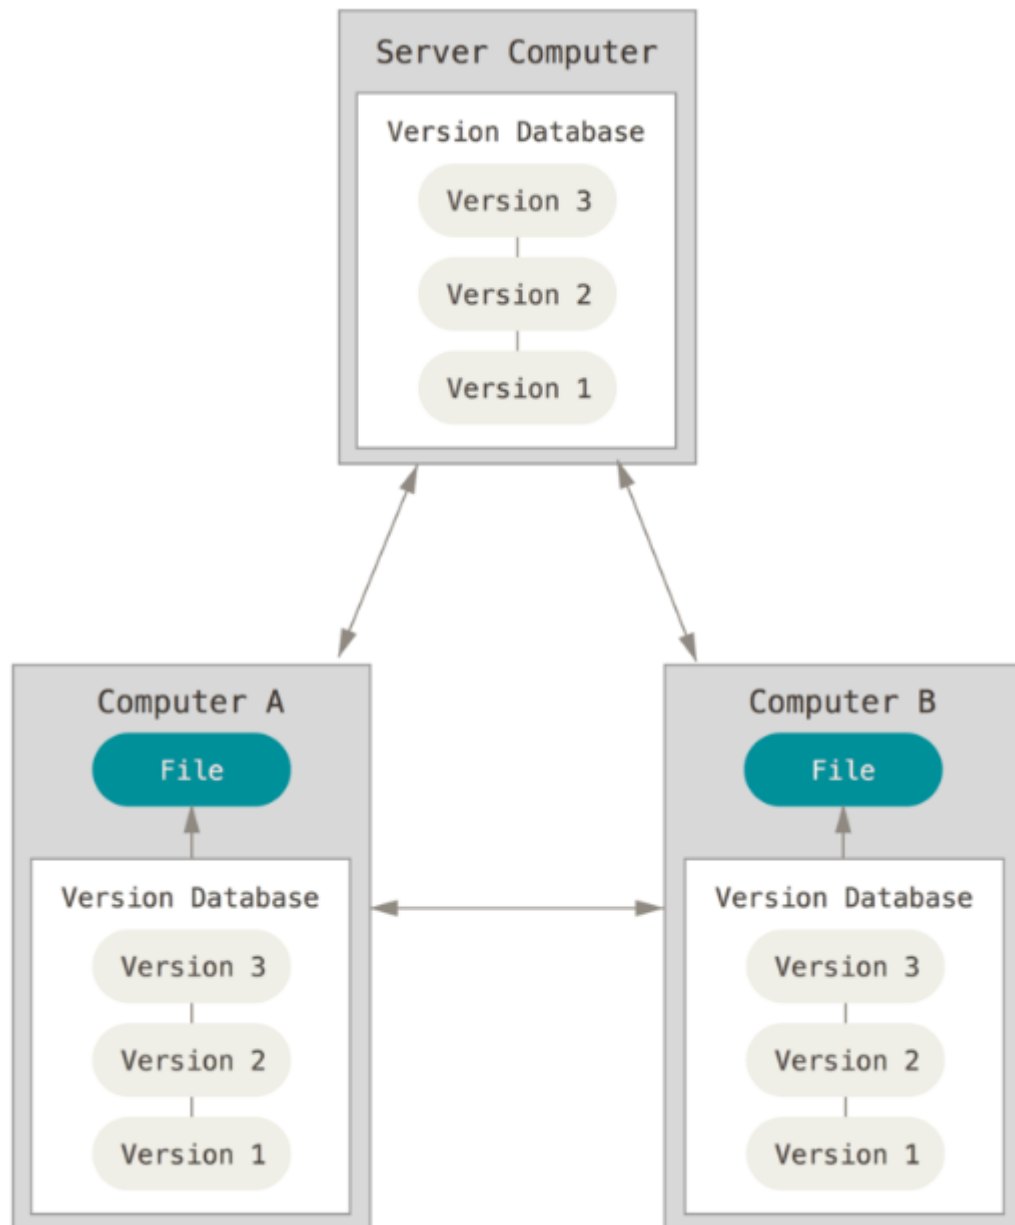 Server Computer
Version Database
Version 3
Version 2
Version 1
Computer A
File
Version Database
Version 3
Version 2
Version 1
Computer B
File
Version Database
Version 3
Version 2
Version 1